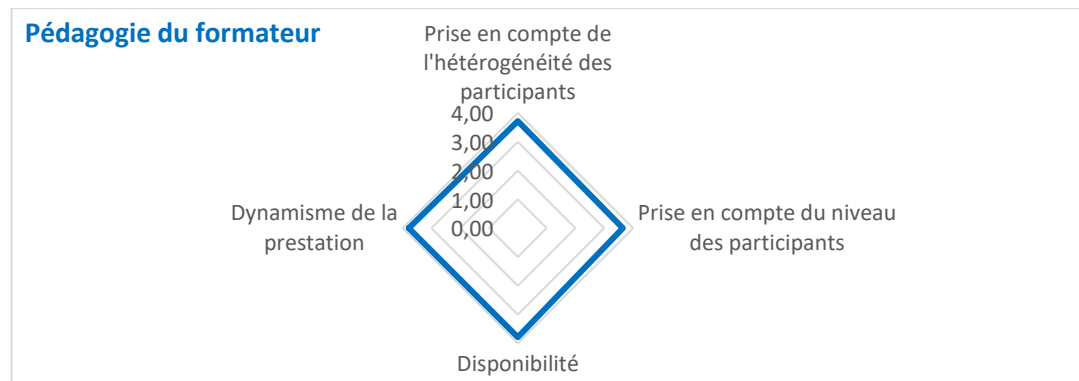 Pédagogie du formateur
Prise en compte de
l'hétérogénéité des
participants
4,00
3,00
2,00
1,00
0,00
Dynamisme de la
prestation
Prise en compte du niveau
des participants
Disponibilité